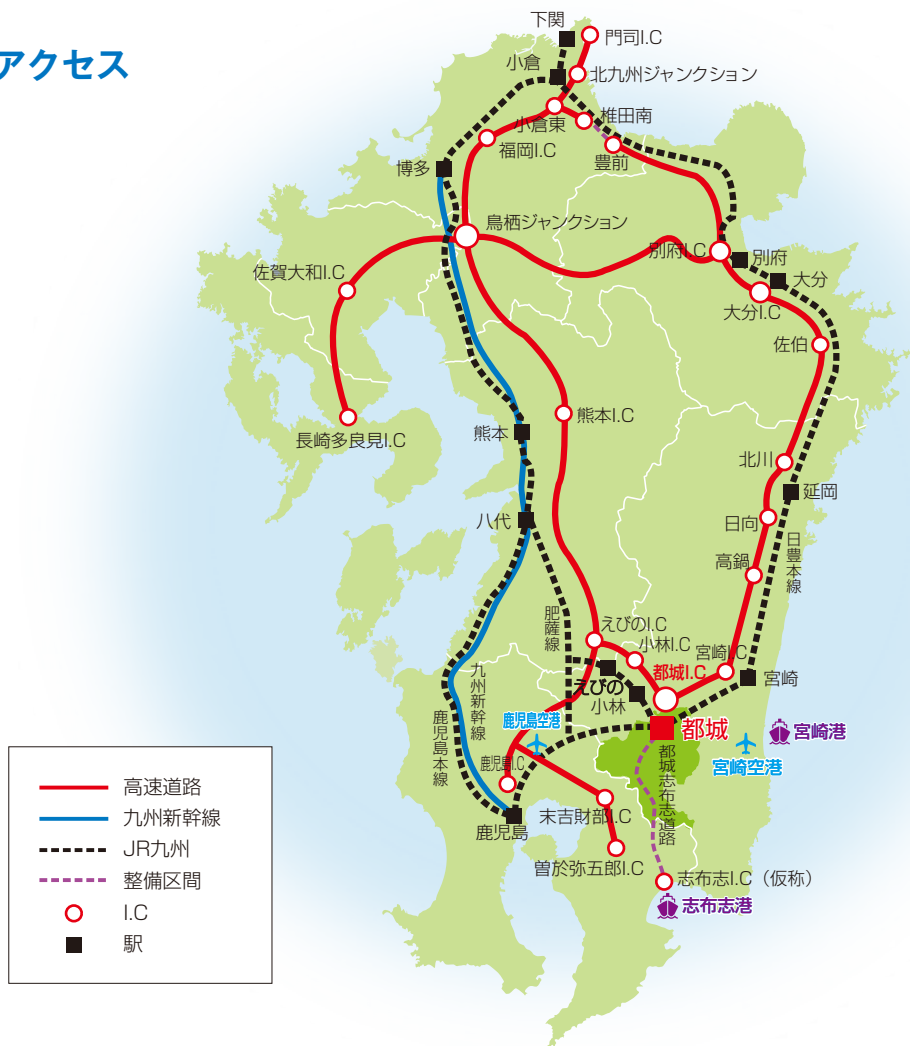 アクセス
下関
門司I.C
小倉
北九州ジャンクション
小倉東
椎田南
福岡I.C
豊前
博多
鳥栖ジャンクション
別府I.C
別府
佐賀大和I.C
大分
大分I.C
佐伯
長崎多良見I.C
熊本
熊本I.C
北川
延岡
八代
日向
日豊本線
高鍋
肥薩線
えびのI.C
小林I.C
宮崎I.C
都城I.C
宮崎
えびの
小林
九州新幹線
鹿児島本線
鹿児島空港
都城
宮崎港
宮崎空港
都城志布志道路
鹿児島I.C
鹿児島
末吉財部I.C
曽於弥五郎I.C
志布志I.C（仮称）
志布志港
高速道路
九州新幹線
JR九州
整備区間
I.C
駅